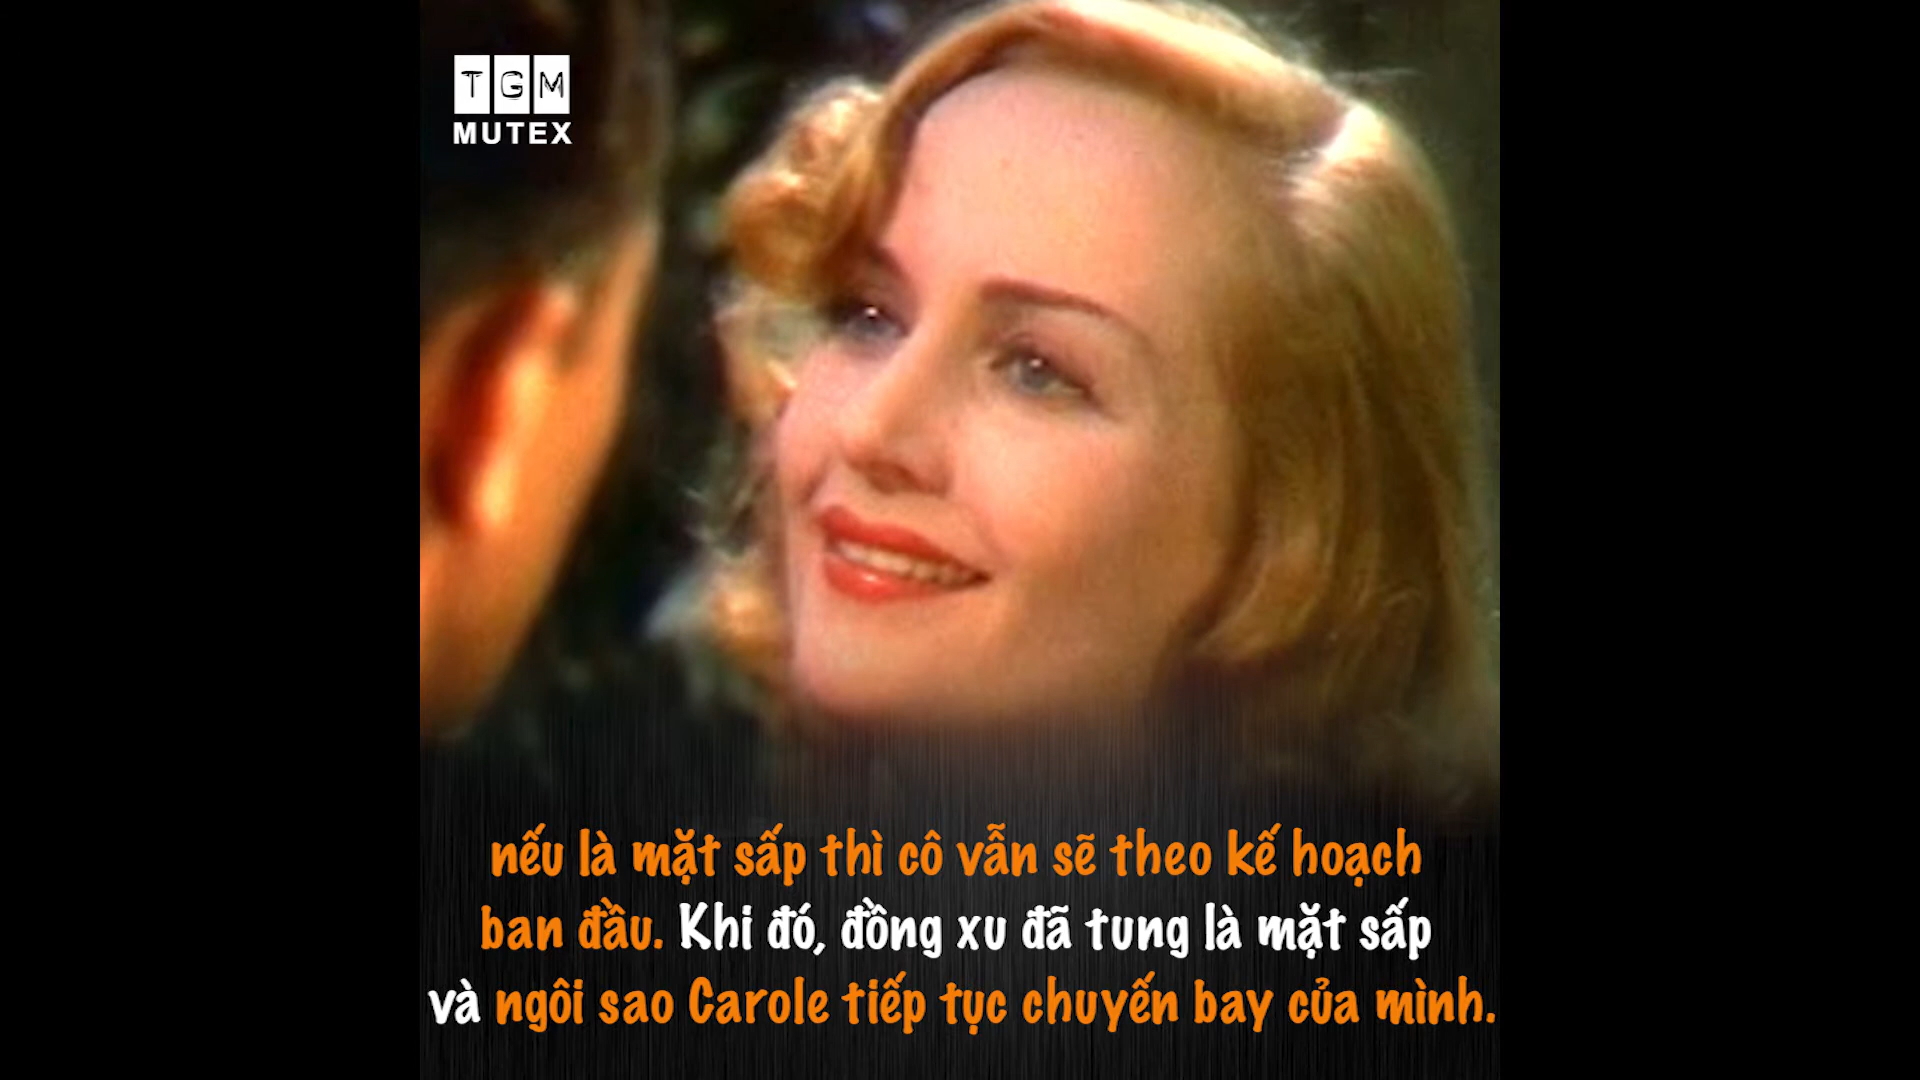 TGM
MUTEX
nếu là mặt sấp thì cô vẫn sẽ theo kế hoạch
ban đầu. Khi đó, đồng xu đã tung là mặt sấp
và ngôi sao Carole tiếp tục chuyến bay của mình.